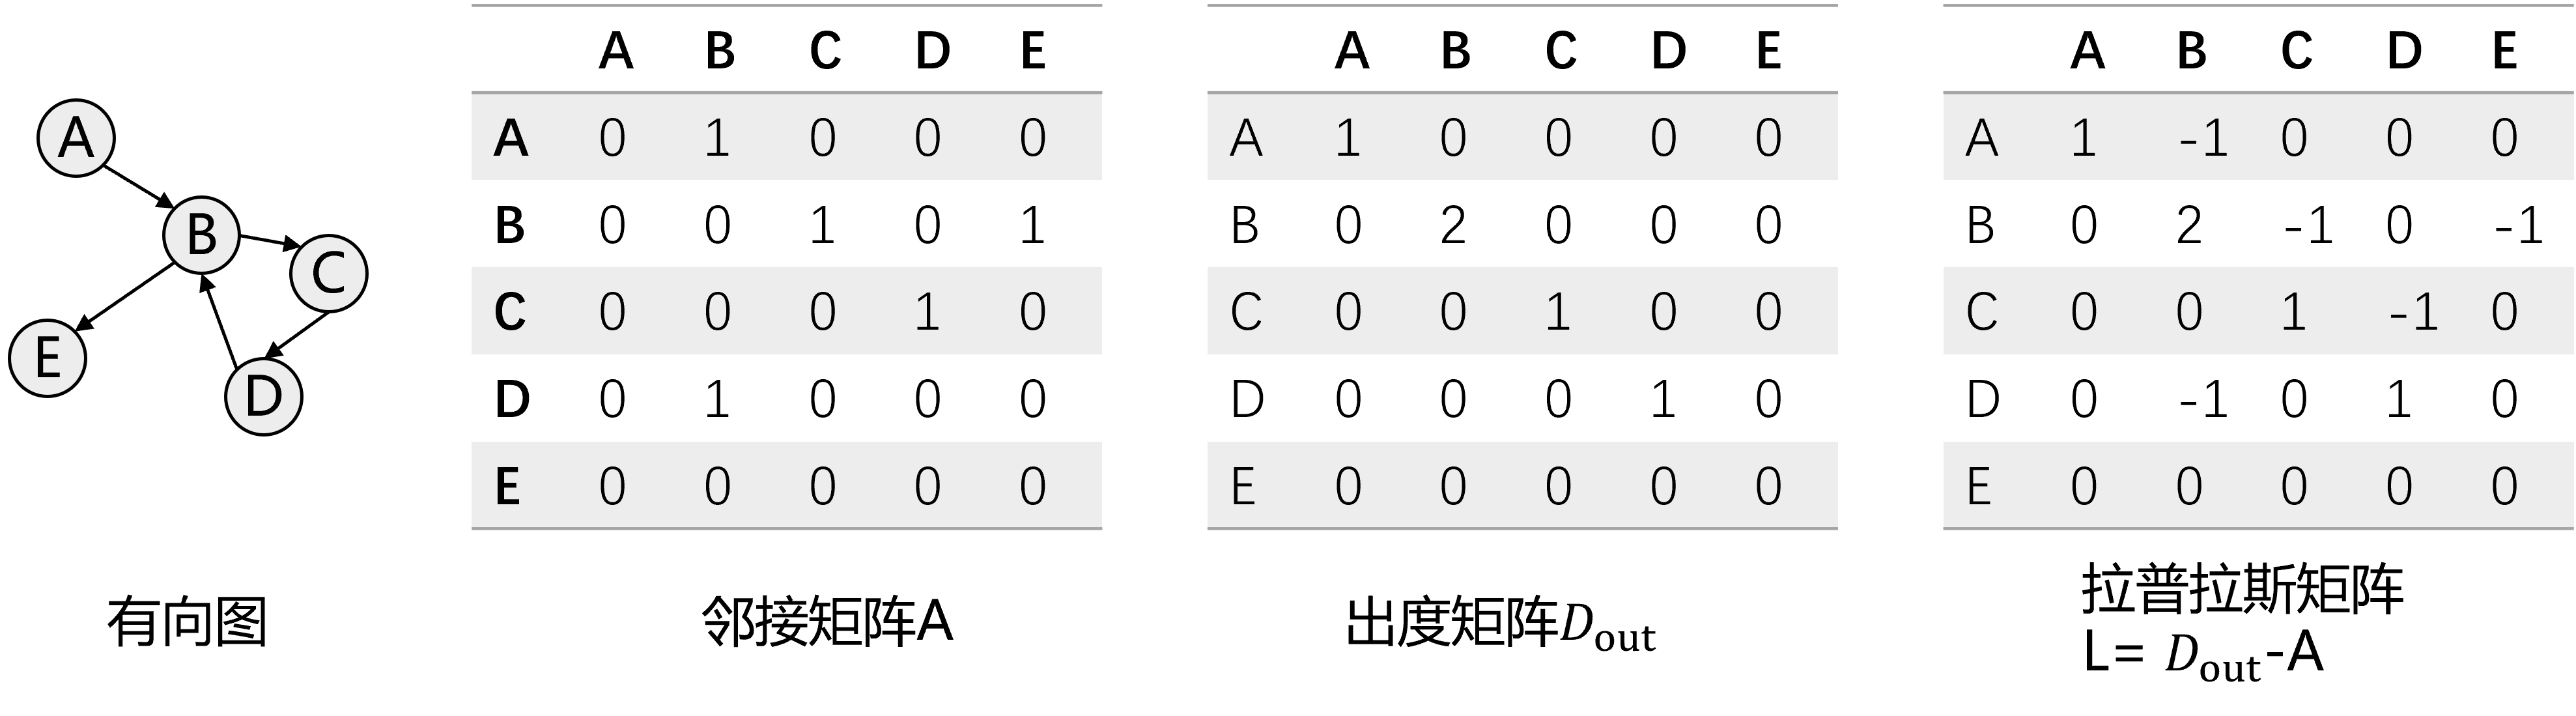 A
B
C
D
E
有向图
A B C D E
A 0 1 0 0 0
B 0 0 1 0 1
C 0 0 0 1 0
D 0 1 0 0 0
E 0 0 0 0 0
邻接矩阵A
A B C D E
A 1 0 0 0 0
B 0 2 0 0 0
C 0 0 1 0 0
D 0 0 0 1 0
E 0 0 0 0 0
出度矩阵D_out
A B C D E
A 1 -1 0 0 0
B 0 2 -1 0 -1
C 0 0 1 -1 0
D 0 -1 0 1 0
E 0 0 0 0 0
拉普拉斯矩阵
L= D_out-A